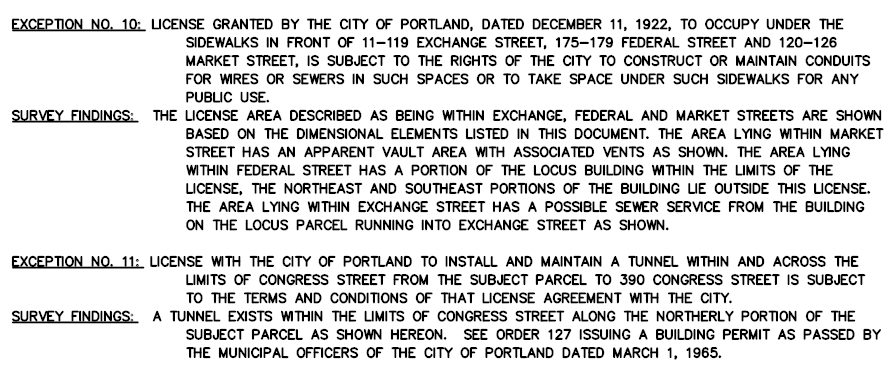 EXCEPTION NO. 10: LICENSE GRANTED BY THE CITY OF PORTLAND, DATED DECEMBER 11, 1922, TO OCCUPY UNDER THE
SIDEWALKS IN FRONT OF 11-119 EXCHANGE STREET, 175-179 FEDERAL STREET AND 120-126
MARKET STREET, IS SUBJECT TO THE RIGHTS OF THE CITY TO CONSTRUCT OR MAINTAIN CONDUITS
FOR WIRES OR SEWERS IN SUCH SPACES OR TO TAKE SPACE UNDER SUCH SIDEWALKS FOR ANY
PUBLIC USE.
SURVEY FINDINGS: THE LICENSE AREA DESCRIBED AS BEING WITHIN EXCHANGE, FEDERAL AND MARKET STREETS ARE SHOWN
BASED ON THE DIMENSIONAL ELEMENTS LISTED IN THIS DOCUMENT. THE AREA LYING WITHIN MARKET
STREET HAS AN APPARENT VAULT AREA WITH ASSOCIATED VENTS AS SHOWN. THE AREA LYING
WITHIN FEDERAL STREET HAS A PORTION OF THE LOCUS BUILDING WITHIN THE LIMITS OF THE
LICENSE, THE NORTHEAST AND SOUTHEAST PORTIONS OF THE BUILDING LIE OUTSIDE THIS LICENSE.
THE AREA LYING WITHIN EXCHANGE STREET HAS A POSSIBLE SEWER SERVICE FROM THE BUILDING
ON THE LOCUS PARCEL RUNNING INTO EXCHANGE STREET AS SHOWN.
EXCEPTION NO. 11: LICENSE WITH THE CITY OF PORTLAND TO INSTALL AND MAINTAIN A TUNNEL WITHIN AND ACROSS THE
LIMITS OF CONGRESS STREET FROM THE SUBJECT PARCEL TO 390 CONGRESS STREET IS SUBJECT
TO THE TERMS AND CONDITIONS OF THAT LICENSE AGREEMENT WITH THE CITY.
SURVEY FINDINGS: A TUNNEL EXISTS WITHIN THE LIMITS OF CONGRESS STREET ALONG THE NORTHERLY PORTION OF THE
SUBJECT PARCEL AS SHOWN HEREON. SEE ORDER 127 ISSUING A BUILDING PERMIT AS PASSED BY
THE MUNICIPAL OFFICERS OF THE CITY OF PORTLAND DATED MARCH 1, 1965.